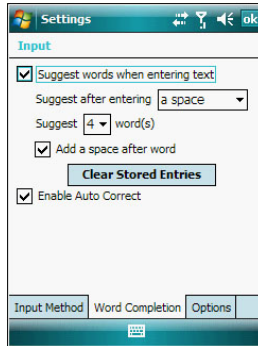 Settings ok
Input
Suggest words when entering text
Suggest after entering a space
Suggest 4 word(s)
Add a space after word
Clear Stored Entries
Enable Auto Correct
Input Method Word Completion Options